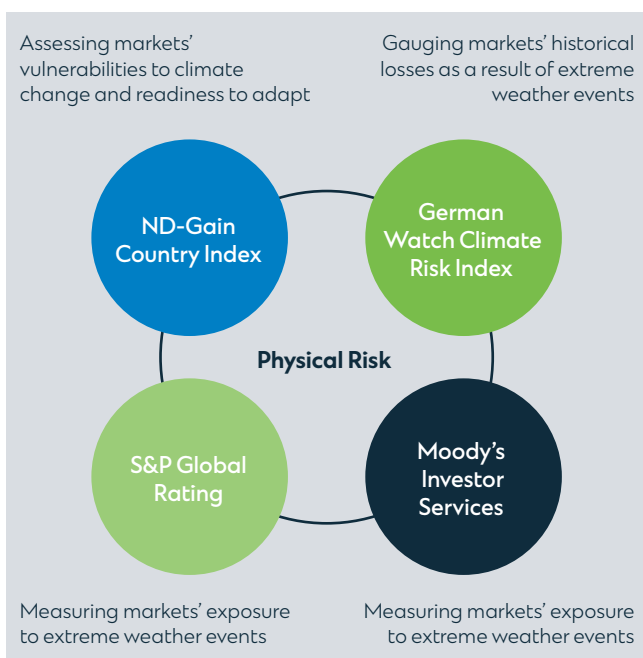 Assessing markets’
vulnerabilities to climate
change and readiness to adapt
Gauging markets’ historical
losses as a result of extreme
weather events
ND-Gain
Country Index
German
Watch Climate
Risk Index
Physical Risk
S&P Global
Rating
Moody’s
Investor
Services
Measuring markets’ exposure
to extreme weather events
Measuring markets’ exposure
to extreme weather events